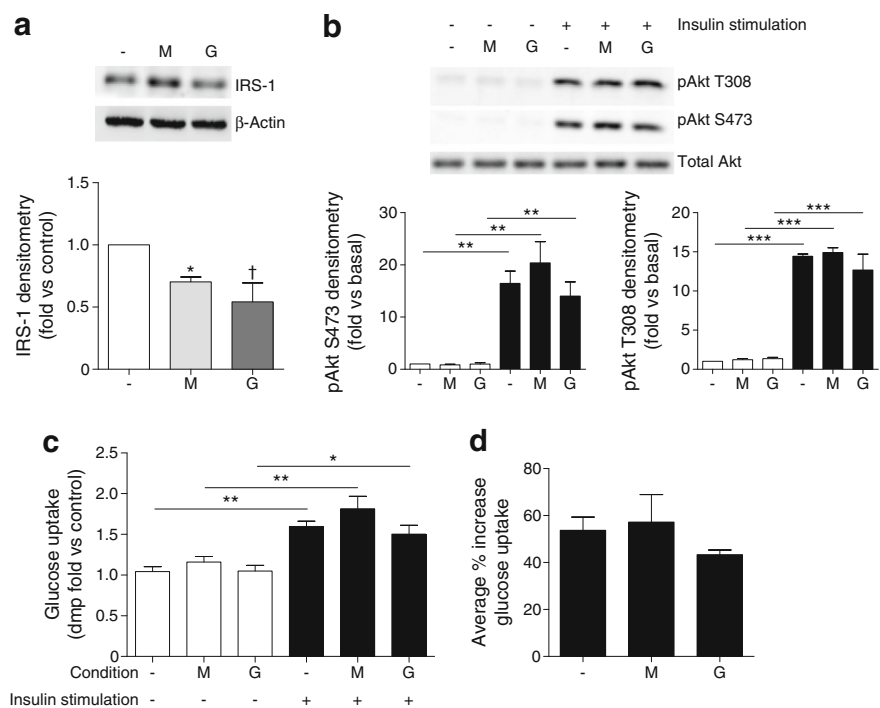 a
- M G
IRS-1
β-Actin
IRS-1 densitometry
(fold vs control)
1.5
1.0
0.5
0
*
†
- M G
b
- - - + + + Insulin stimulation
- M G - M G
pAkt T308
pAkt S473
Total Akt
pAkt S473 densitometry
(fold vs basal)
30
20
10
0
**
**
**
- M G - M G
pAkt T308 densitometry
(fold vs basal)
20
15
10
5
0
***
***
***
- M G - M G
c
Glucose uptake
(dmp fold vs control)
2.5
2.0
1.5
1.0
0.5
0
*
**
**
Condition - M G - M G
Insulin stimulation - - - + + +
d
Average % increase
glucose uptake
80
60
40
20
0
- M G